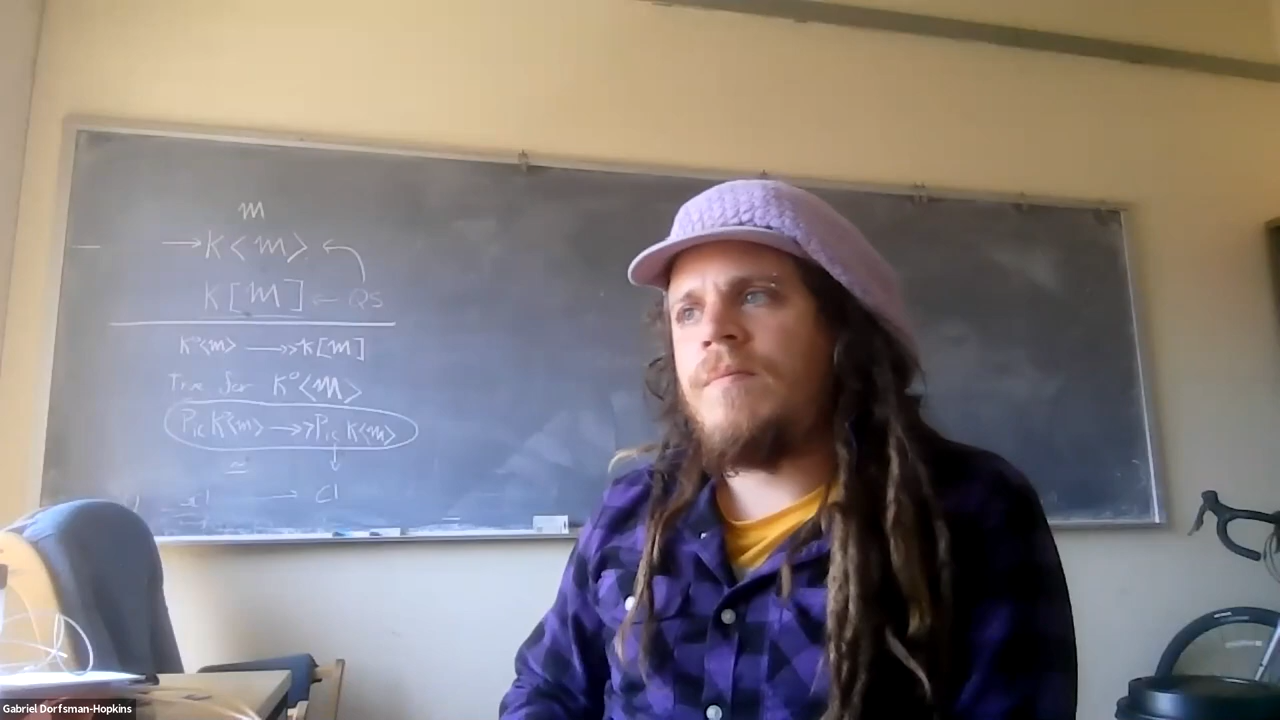 m
→ K<m> ←
K[m] ← QS
K°<m> ↠ k[m]
True for K°<m>
Pic K°<m> ↠ Pic K<m>
≃ ↓
→ Cl
Gabriel Dorfsman-Hopkins